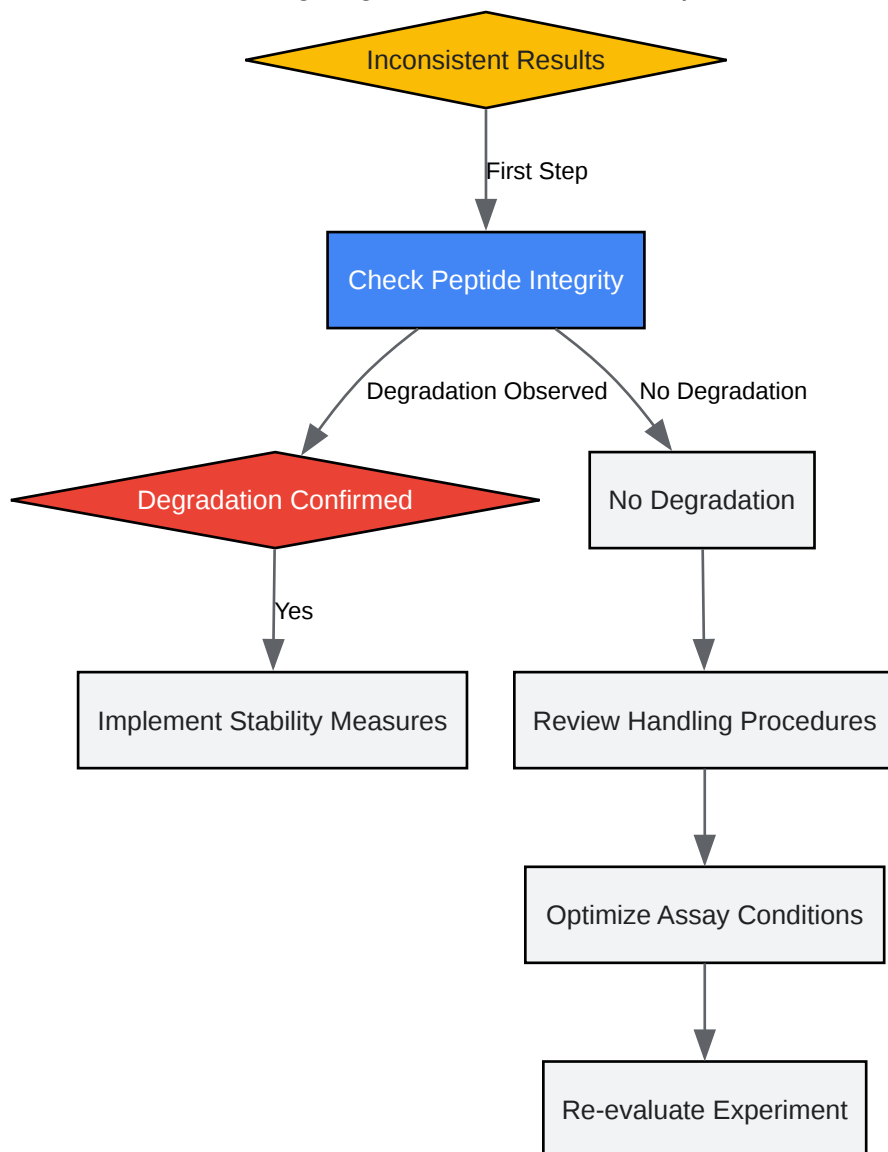 Inconsistent Results
First Step
Check Peptide Integrity
Degradation Observed
No Degradation
Degradation Confirmed
No Degradation
Yes
Implement Stability Measures
Review Handling Procedures
Optimize Assay Conditions
Re-evaluate Experiment